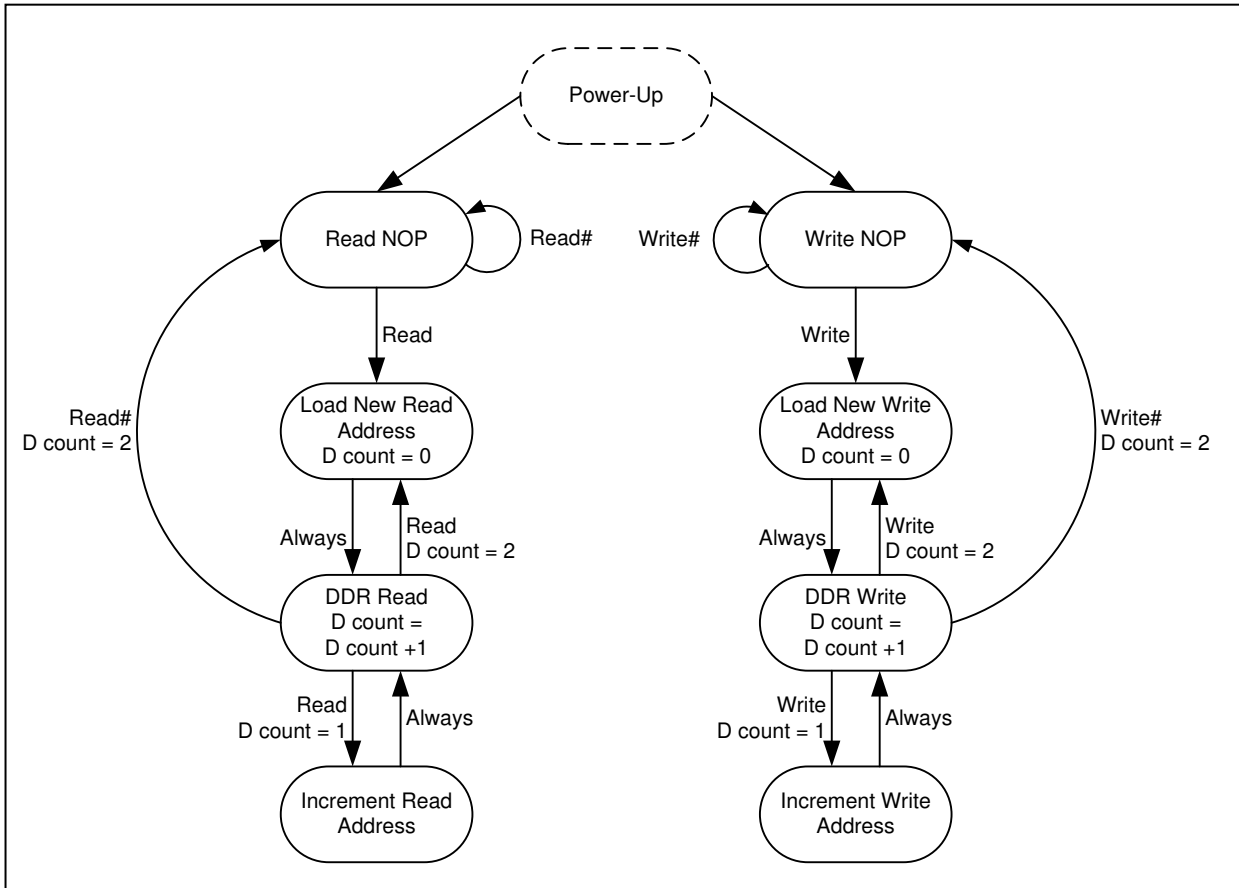 Power-Up
Read NOP
Read#
Write#
Write NOP
Read
Write
Load New Read
Address
D count = 0
Load New Write
Address
D count = 0
Read#
D count = 2
Write#
D count = 2
Always
Read
D count = 2
Always
Write
D count = 2
DDR Read
D count =
D count +1
DDR Write
D count =
D count +1
Read
D count = 1
Always
Write
D count = 1
Always
Increment Read
Address
Increment Write
Address